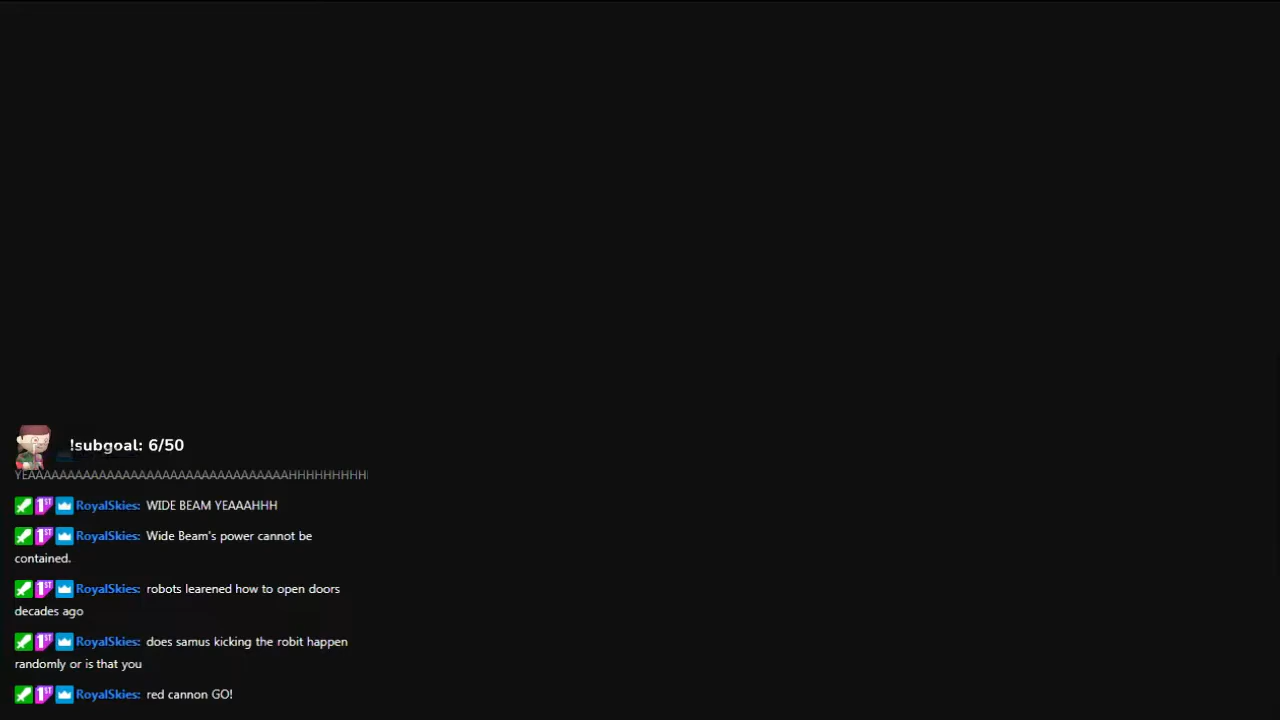 !subgoal: 6/50
YEAAAAAAAAAAAAAAAAAAAAAAAAAAAAAAAAAHHHHHHHHHH
RoyalSkies: WIDE BEAM YEAAAHHH
RoyalSkies: Wide Beam's power cannot be
contained.
RoyalSkies: robots learened how to open doors
decades ago
RoyalSkies: does samus kicking the robit happen
randomly or is that you
RoyalSkies: red cannon GO!